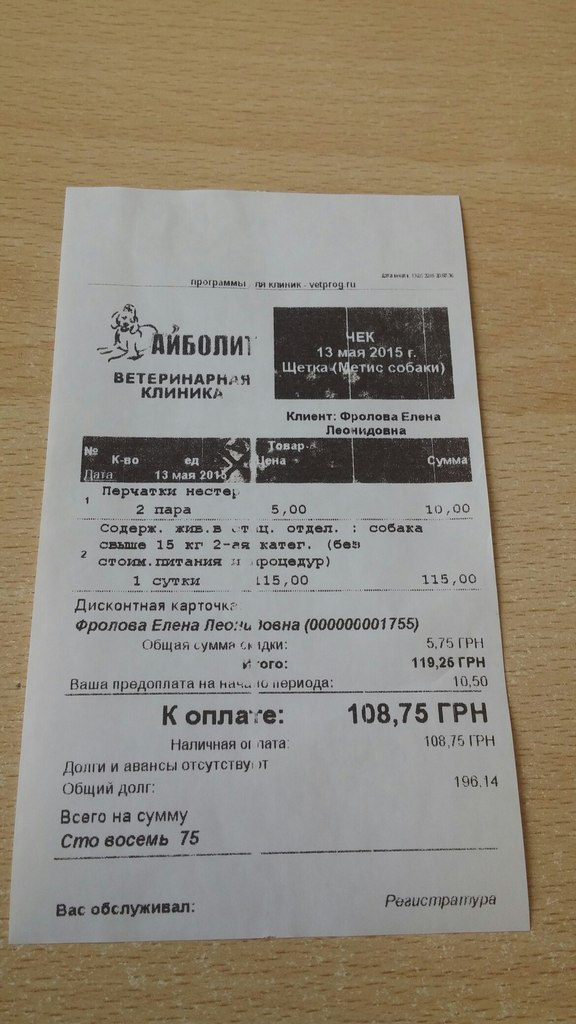 программы для клиник - vetprog.ru
АЙБОЛИТ
ВЕТЕРИНАРНАЯ
КЛИНИКА
ЧЕК
13 мая 2015 г.
Щетка (Метис собаки)
Клиент: Фролова Елена
Леонидовна
№ Товар
К-во ед Цена Сумма
Дата 13 мая 2015
1 Перчатки нестер
2 пара 5,00 10,00
Содерж. жив.в стац. отдел. : собака
2 свыше 15 кг 2-ая катег. (без
стоим.питания и процедур)
1 сутки 115,00 115,00
Дисконтная карточка
Фролова Елена Леонидовна (000000001755)
Общая сумма скидки: 5,75 ГРН
Итого: 119,26 ГРН
Ваша предоплата на начало периода: 10,50
К оплате: 108,75 ГРН
Наличная оплата: 108,75 ГРН
Долги и авансы отсутствуют
Общий долг: 196,14
Всего на сумму
Сто восемь 75
Вас обслуживал: Регистратура